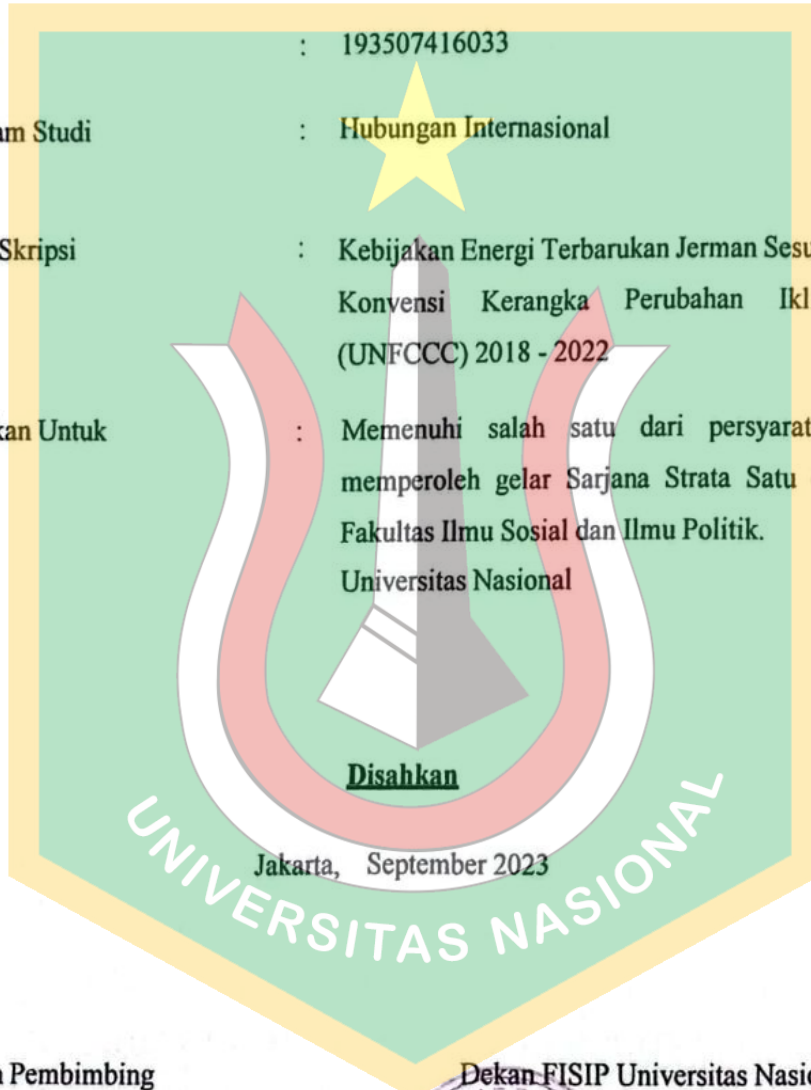 : 193507416033
am Studi : Hubungan Internasional
Skripsi : Kebijakan Energi Terbarukan Jerman Sesu
Konvensi Kerangka Perubahan Ikl
(UNFCCC) 2018 - 2022
kan Untuk : Memenuhi salah satu dari persyarat
memperoleh gelar Sarjana Strata Satu
Fakultas Ilmu Sosial dan Ilmu Politik.
Universitas Nasional
Disahkan
Jakarta, September 2023
UNIVERSITAS NASIONAL
Pembimbing Dekan FISIP Universitas Nasio